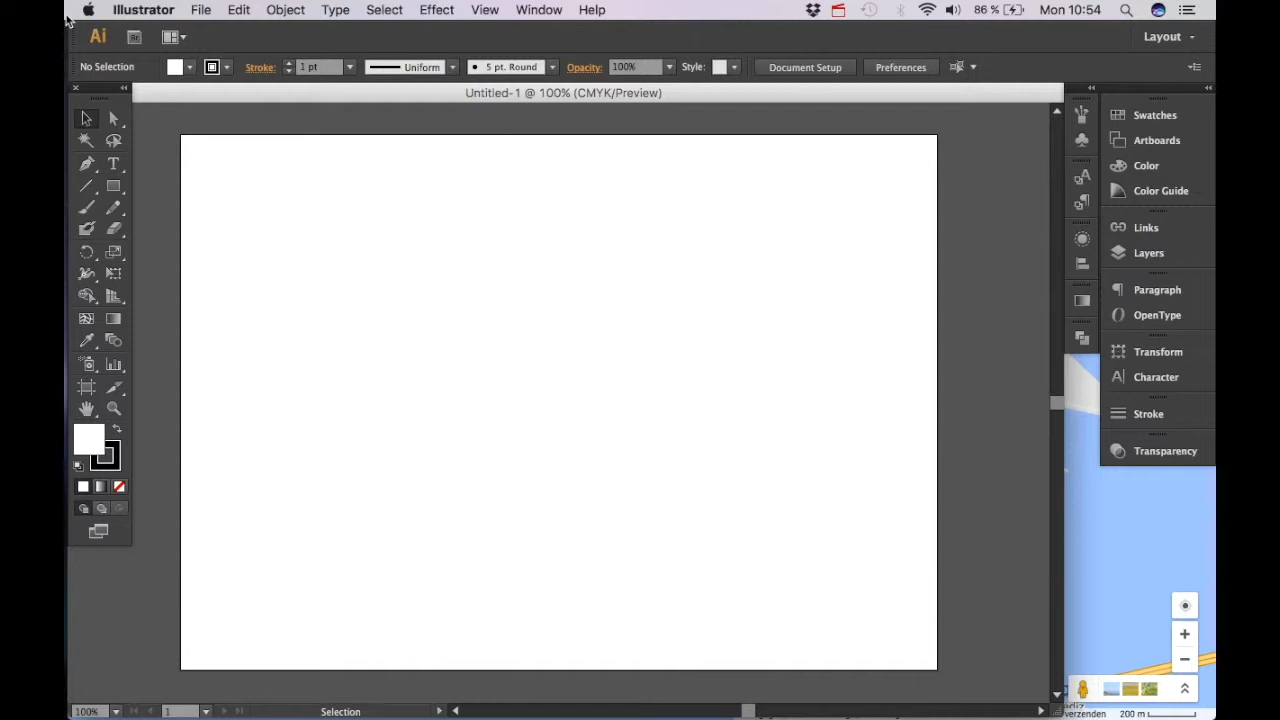 Illustrator File Edit Object Type Select Effect View Window Help 86 % Mon 10:54
Ai Br Layout
No Selection Stroke: 1 pt Uniform 5 pt. Round Opacity: 100% Style: Document Setup Preferences
Untitled-1 @ 100% (CMYK/Preview)
Swatches
Artboards
Color
Color Guide
Links
Layers
Paragraph
OpenType
Transform
Character
Stroke
Transparency
verzenden 200 m
100% 1 Selection